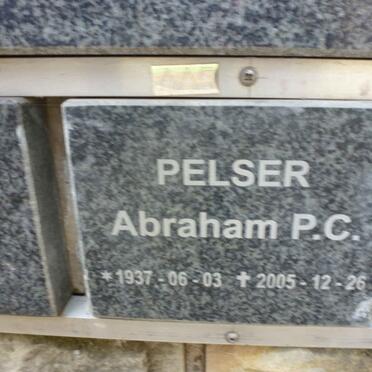 PELSER
Abraham P.C.
* 1937 - 06 - 03 ✝ 2005 - 12 - 26